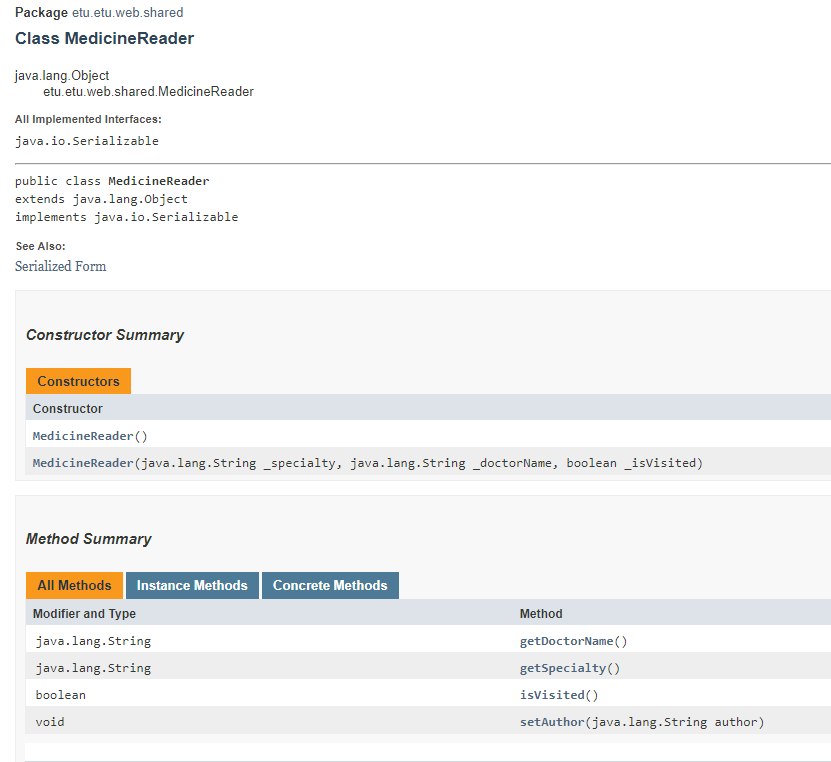 Package etu.etu.web.shared
Class MedicineReader
java.lang.Object
etu.etu.web.shared.MedicineReader
All Implemented Interfaces:
java.io.Serializable
public class MedicineReader
extends java.lang.Object
implements java.io.Serializable
See Also:
Serialized Form
Constructor Summary
Constructors
Constructor
MedicineReader()
MedicineReader(java.lang.String _specialty, java.lang.String _doctorName, boolean _isVisited)
Method Summary
All Methods Instance Methods Concrete Methods
Modifier and Type Method
java.lang.String getDoctorName()
java.lang.String getSpecialty()
boolean isVisited()
void setAuthor(java.lang.String author)